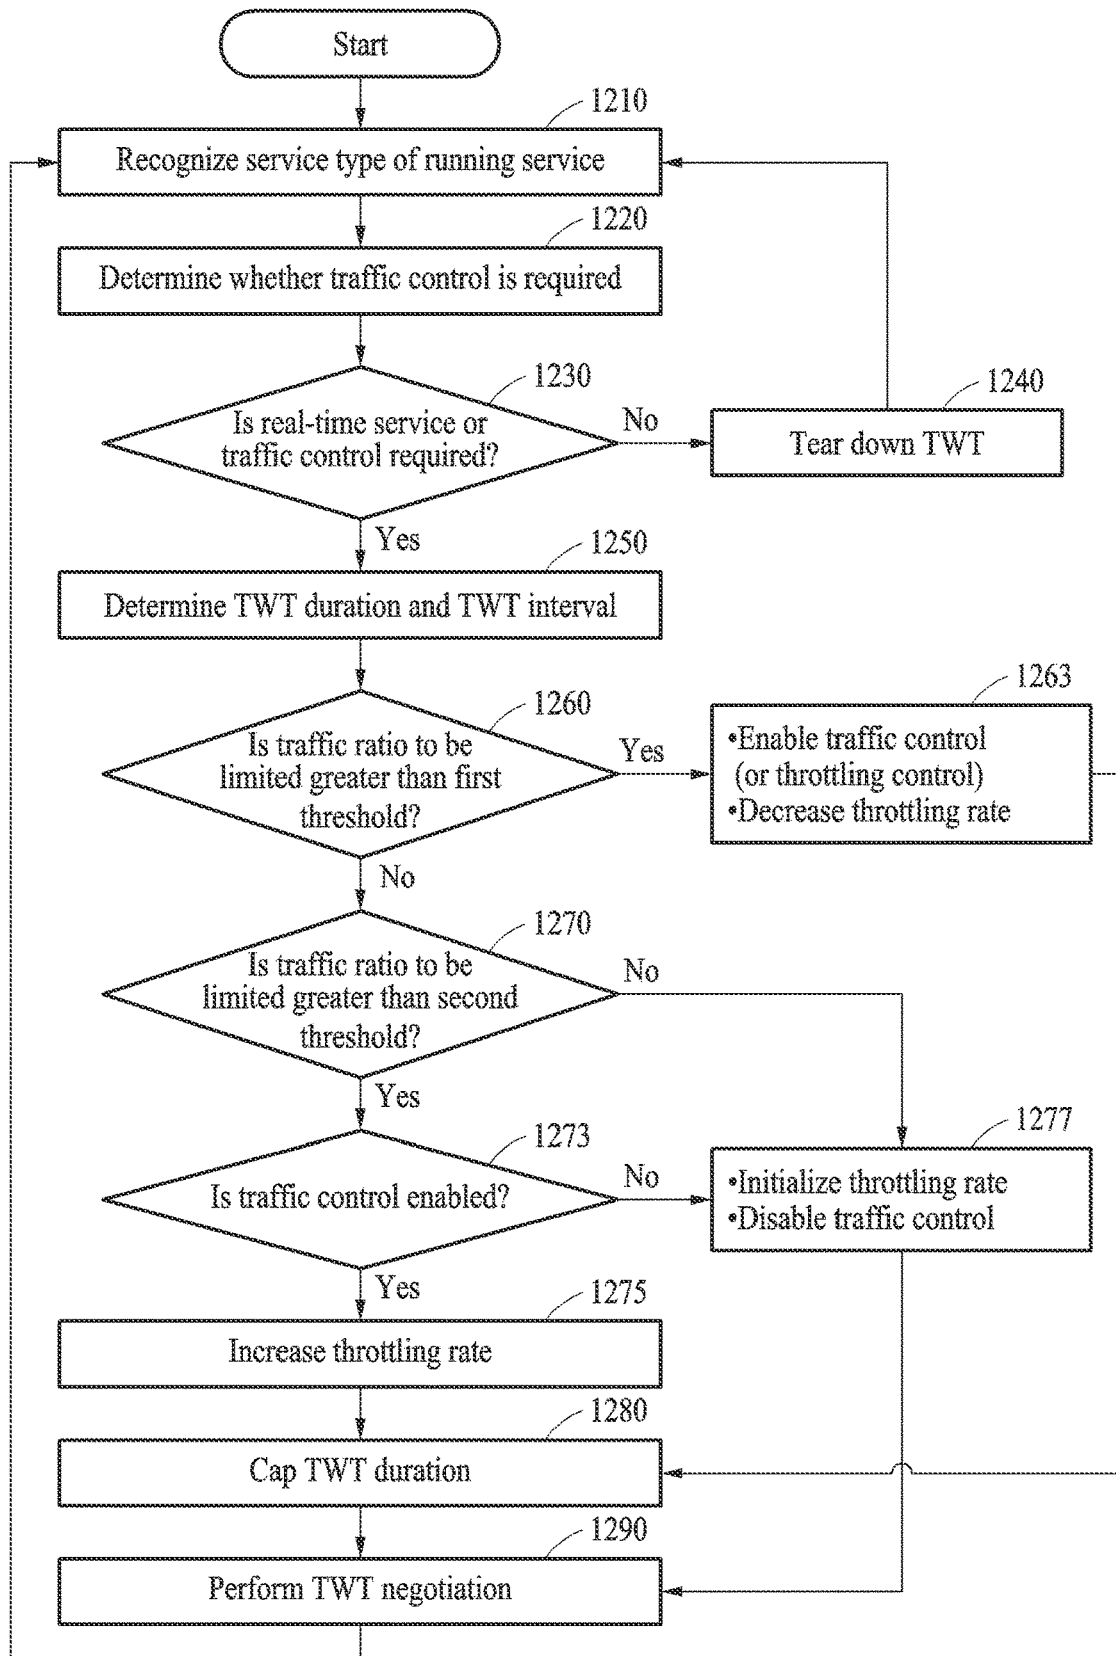 Start
1210
Recognize service type of running service
1220
Determine whether traffic control is required
1230
Is real-time service or
traffic control required?
No
1240
Tear down TWT
Yes
1250
Determine TWT duration and TWT interval
1260
Is traffic ratio to be
limited greater than first
threshold?
Yes
1263
•Enable traffic control
(or throttling control)
•Decrease throttling rate
No
1270
Is traffic ratio to be
limited greater than second
threshold?
No
Yes
1273
Is traffic control enabled?
No
1277
•Initialize throttling rate
•Disable traffic control
Yes
1275
Increase throttling rate
1280
Cap TWT duration
1290
Perform TWT negotiation